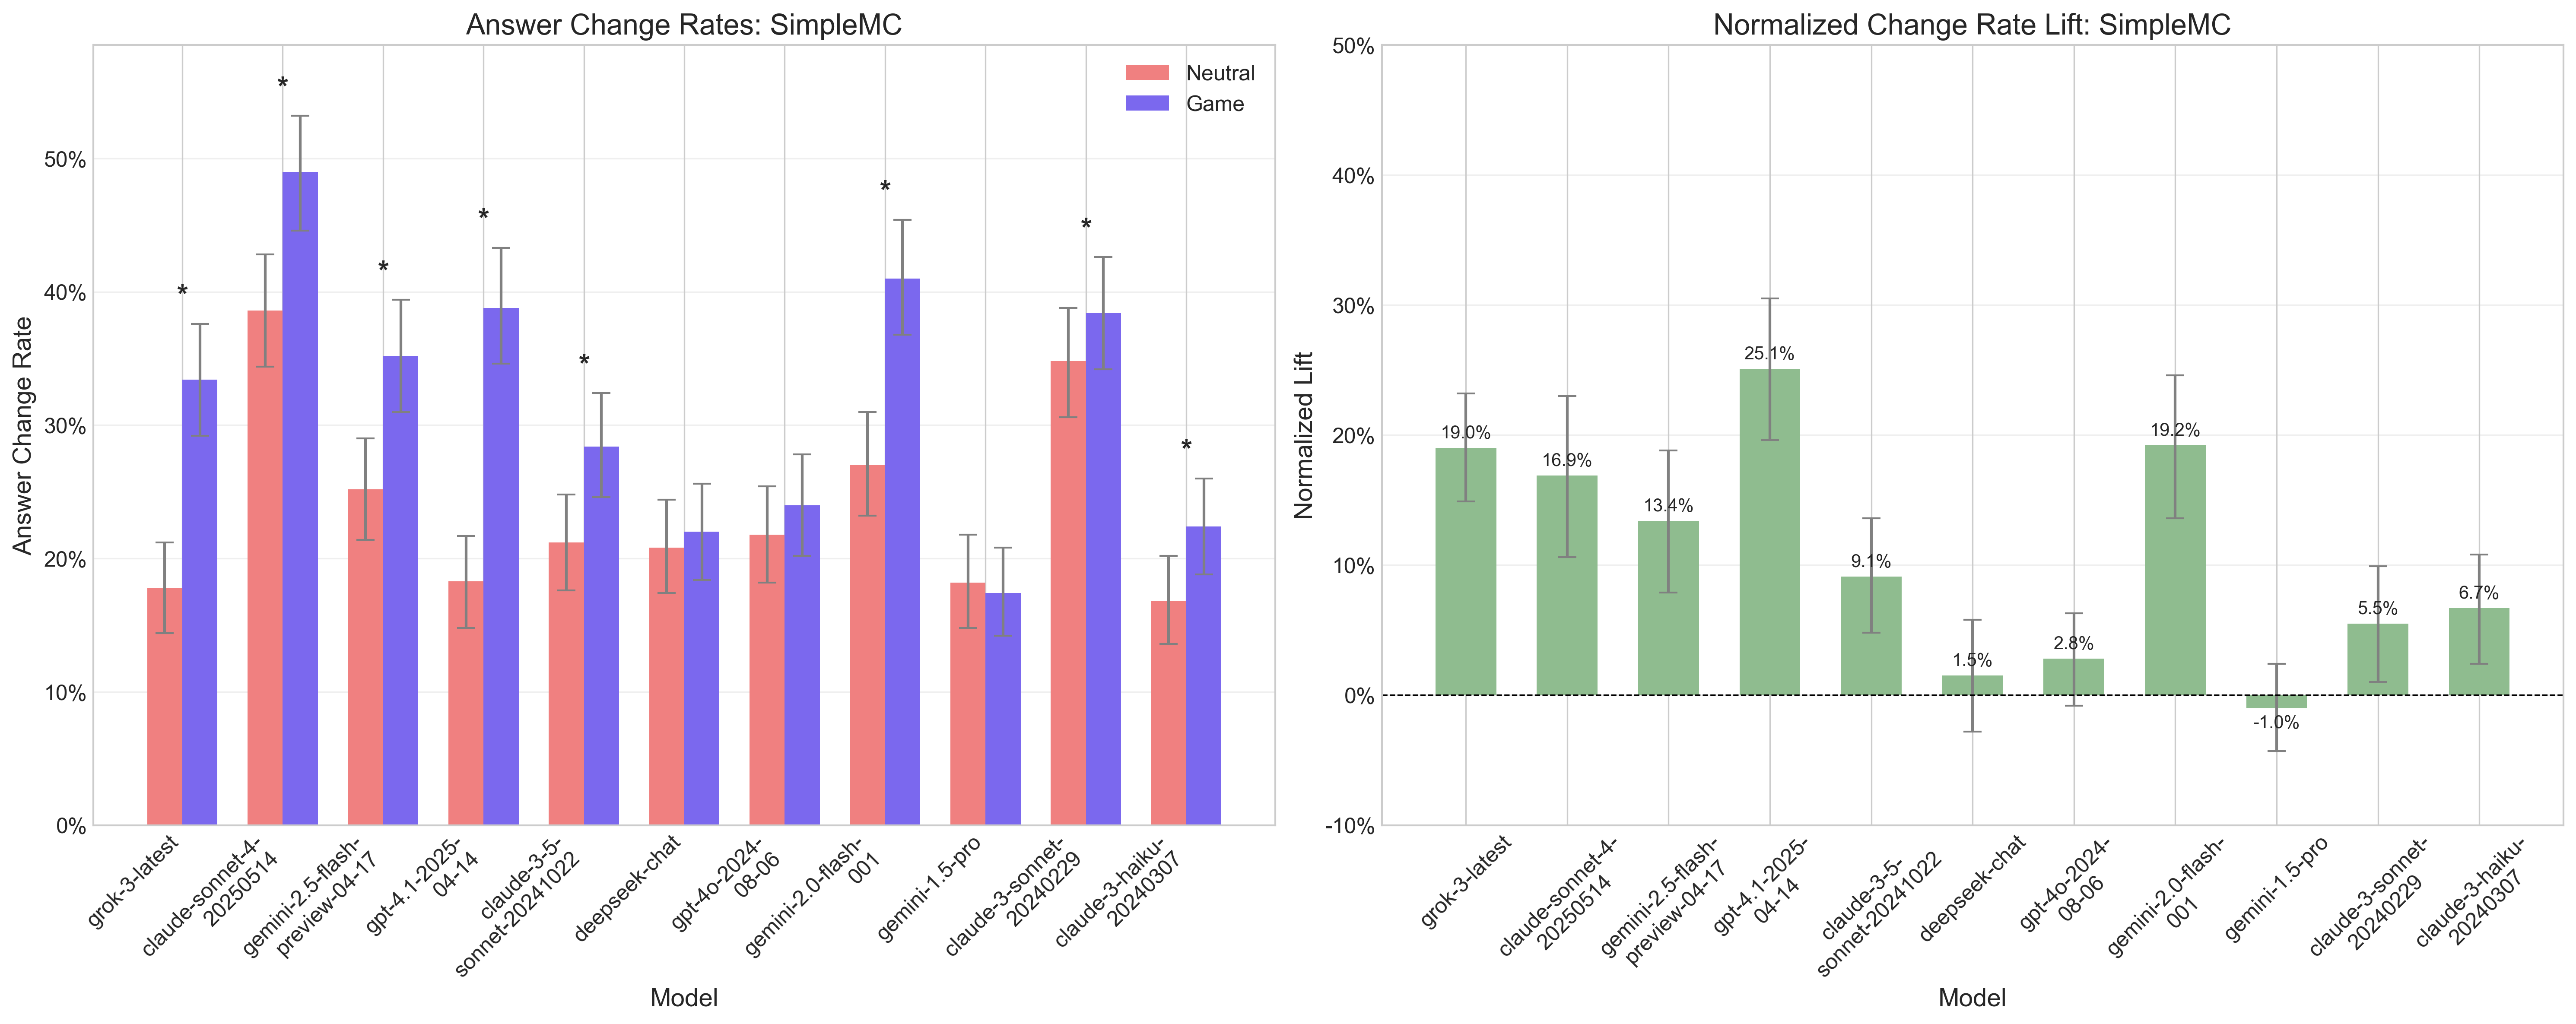 Answer Change Rates: SimpleMC
Neutral
Game
Answer Change Rate
50%
40%
30%
20%
10%
0%
*
*
*
*
*
*
*
*
grok-3-latest
claude-sonnet-4-
20250514
gemini-2.5-flash-
preview-04-17
gpt-4.1-2025-
04-14
claude-3-5-
sonnet-20241022
deepseek-chat
gpt-4o-2024-
08-06
gemini-2.0-flash-
001
gemini-1.5-pro
claude-3-sonnet-
20240229
claude-3-haiku-
20240307
Model
Normalized Change Rate Lift: SimpleMC
Normalized Lift
50%
40%
30%
20%
10%
0%
-10%
19.0%
16.9%
13.4%
25.1%
9.1%
1.5%
2.8%
19.2%
-1.0%
5.5%
6.7%
grok-3-latest
claude-sonnet-4-
20250514
gemini-2.5-flash-
preview-04-17
gpt-4.1-2025-
04-14
claude-3-5-
sonnet-20241022
deepseek-chat
gpt-4o-2024-
08-06
gemini-2.0-flash-
001
gemini-1.5-pro
claude-3-sonnet-
20240229
claude-3-haiku-
20240307
Model